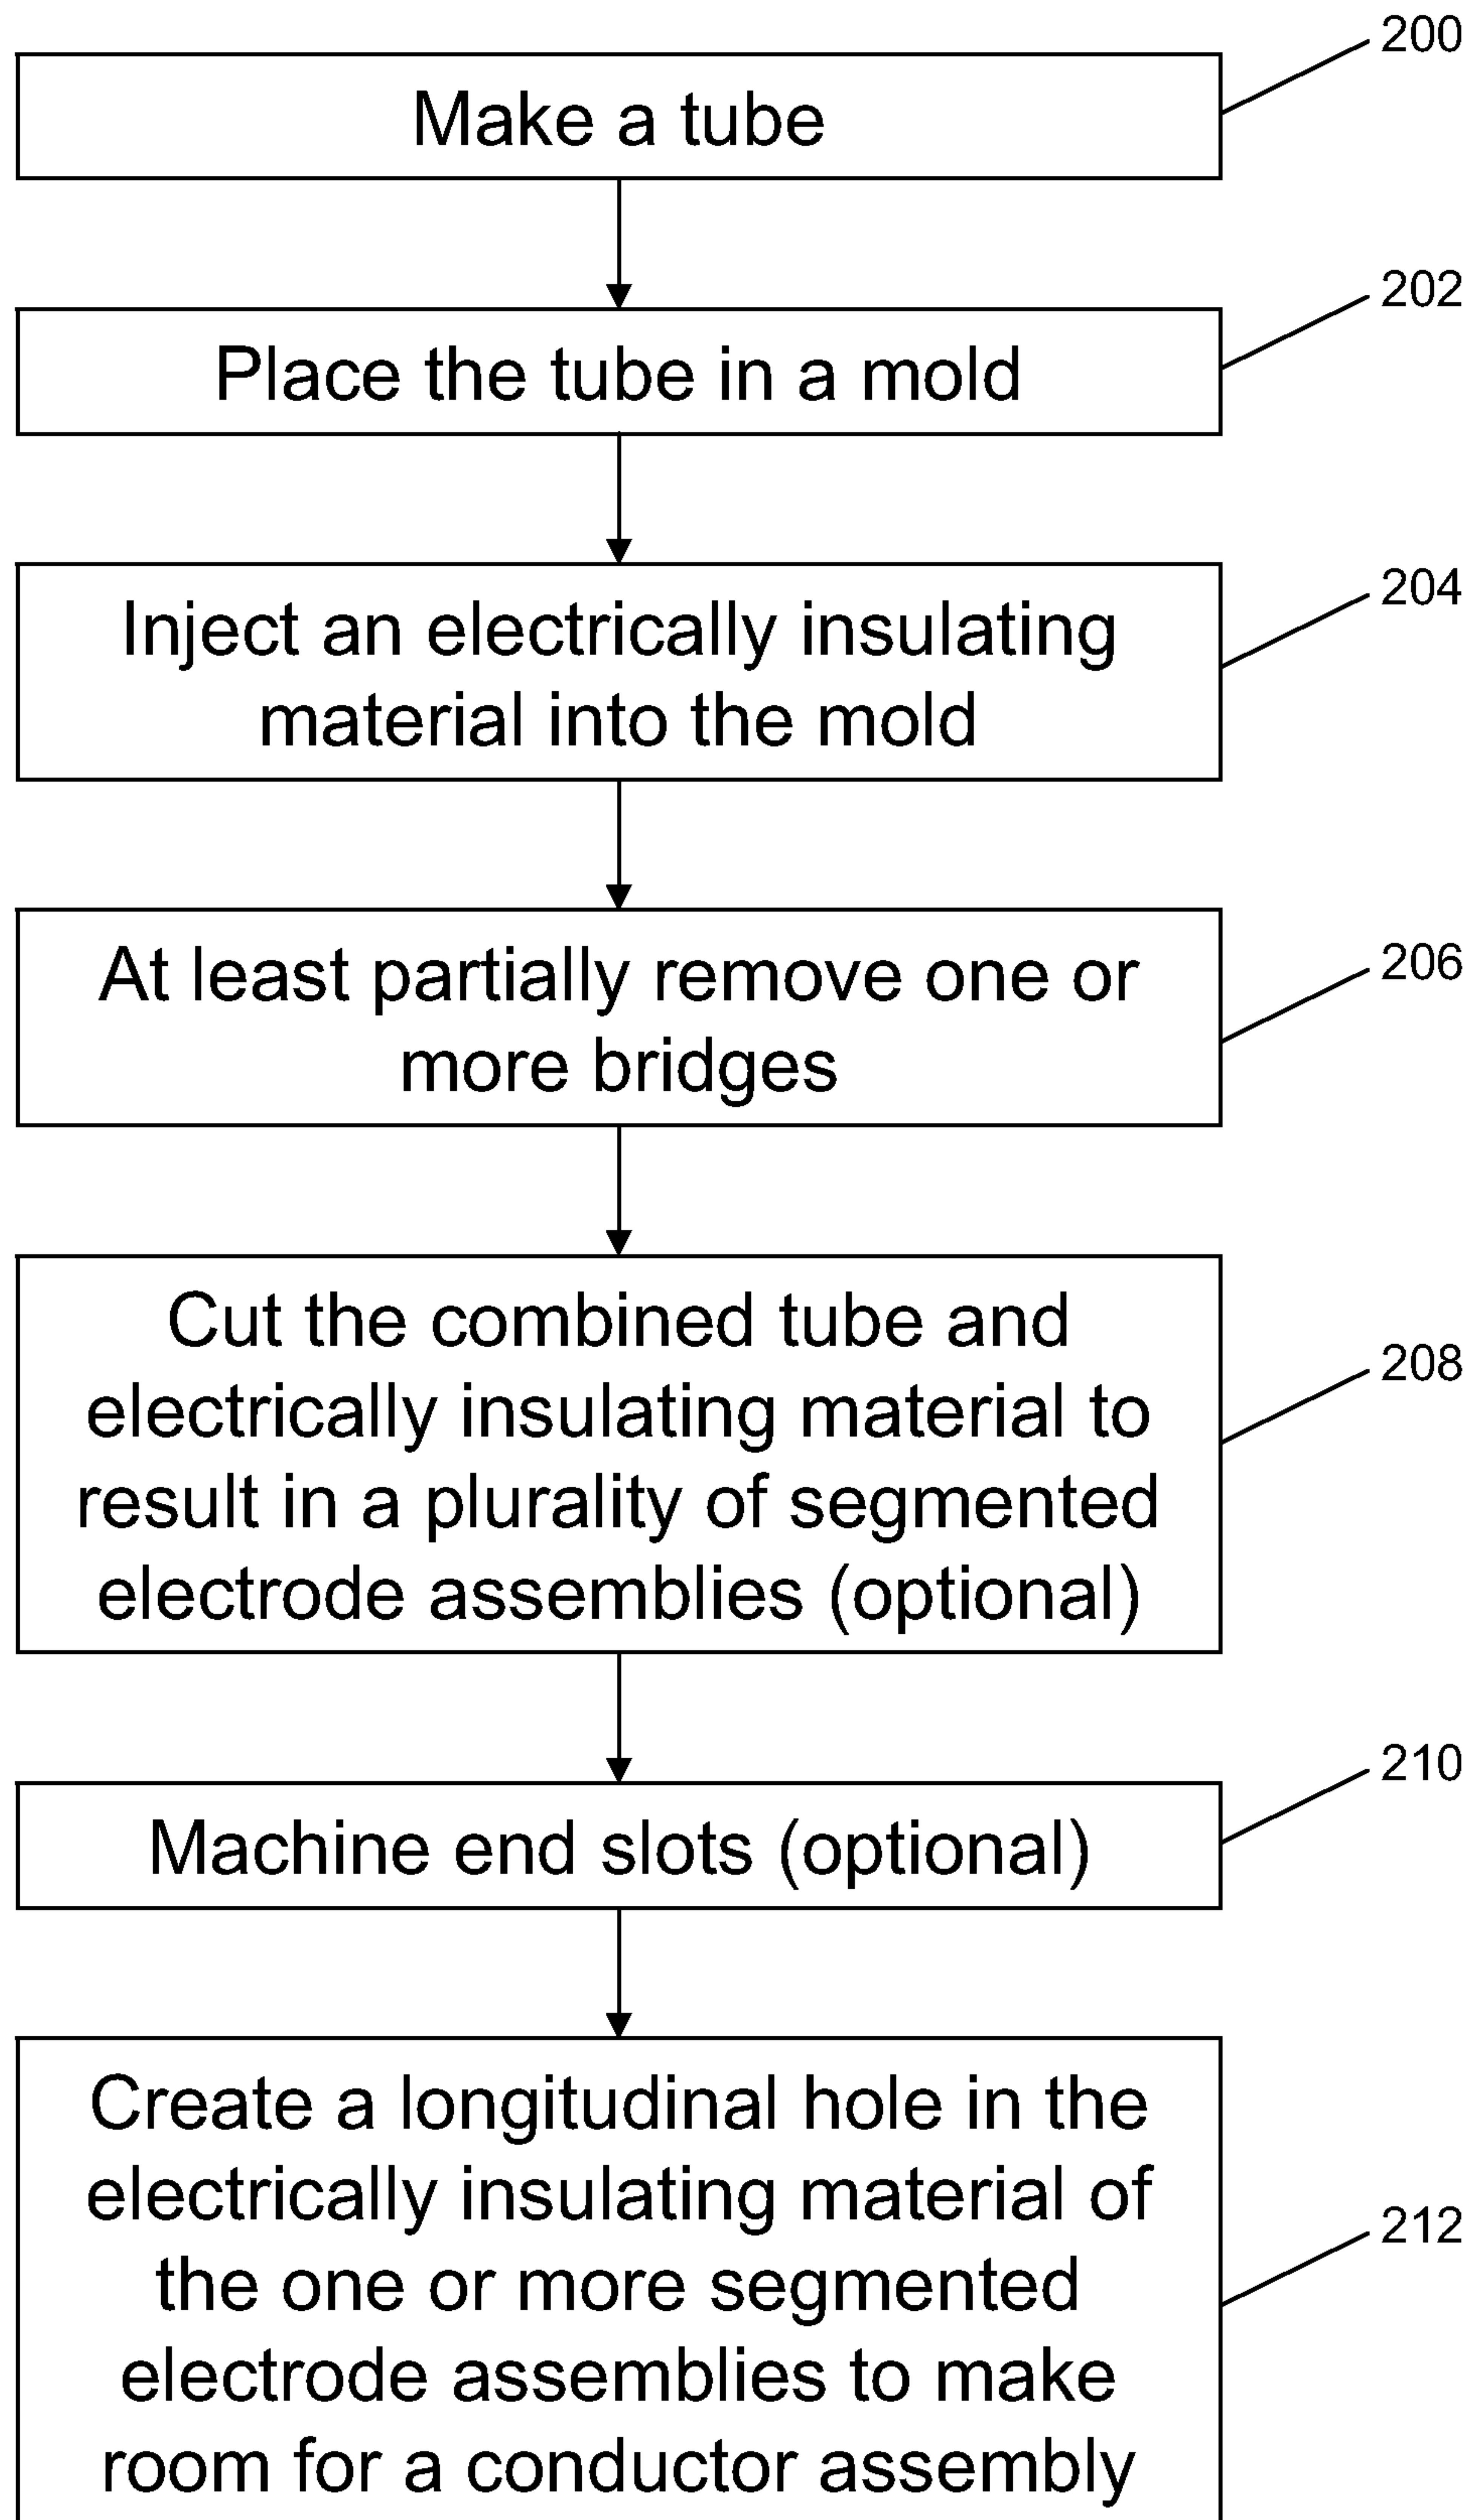 200
Make a tube
202
Place the tube in a mold
204
Inject an electrically insulating
material into the mold
206
At least partially remove one or
more bridges
208
Cut the combined tube and
electrically insulating material to
result in a plurality of segmented
electrode assemblies (optional)
210
Machine end slots (optional)
212
Create a longitudinal hole in the
electrically insulating material of
the one or more segmented
electrode assemblies to make
room for a conductor assembly